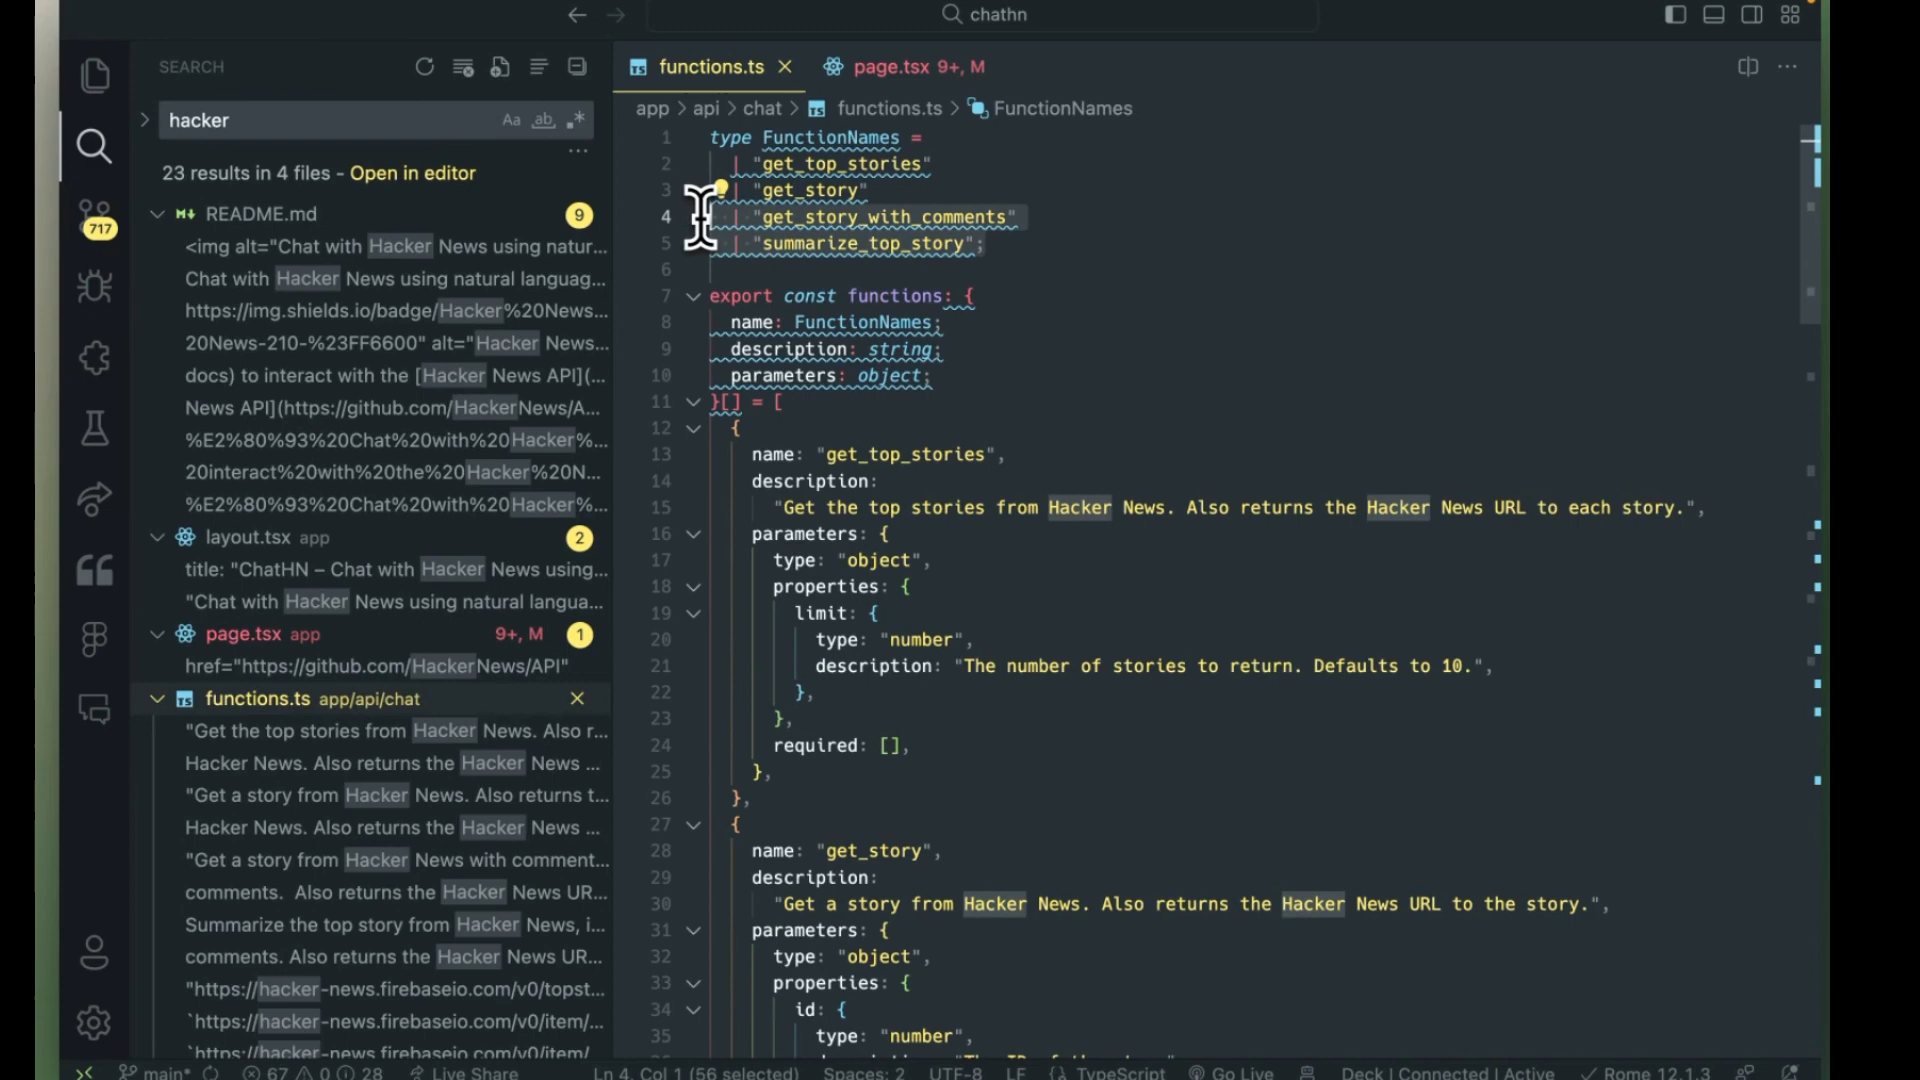 chathn
SEARCH
hacker
Aa ab
23 results in 4 files - Open in editor
README.md 9
<img alt="Chat with Hacker News using natur...
Chat with Hacker News using natural languag...
https://img.shields.io/badge/Hacker%20News...
20News-210-%23FF6600" alt="Hacker News...
docs) to interact with the [Hacker News API](...
News API](https://github.com/HackerNews/A...
%E2%80%93%20Chat%20with%20Hacker%...
20interact%20with%20the%20Hacker%20N...
%E2%80%93%20Chat%20with%20Hacker%...
layout.tsx app 2
title: "ChatHN – Chat with Hacker News using...
"Chat with Hacker News using natural langua...
page.tsx app 9+, M 1
href="https://github.com/HackerNews/API"
functions.ts app/api/chat
"Get the top stories from Hacker News. Also r...
Hacker News. Also returns the Hacker News ...
"Get a story from Hacker News. Also returns t...
Hacker News. Also returns the Hacker News ...
"Get a story from Hacker News with comment...
comments.  Also returns the Hacker News UR...
Summarize the top story from Hacker News, i...
comments. Also returns the Hacker News UR...
"https://hacker-news.firebaseio.com/v0/topst...
`https://hacker-news.firebaseio.com/v0/item/...
`https://hacker-news.firebaseio.com/v0/item/
717
TS functions.ts
page.tsx 9+, M
app > api > chat > TS functions.ts > FunctionNames
1 type FunctionNames =
2 | "get_top_stories"
3 | "get_story"
4 | "get_story_with_comments"
5 | "summarize_top_story";
6
7 export const functions: {
8 name: FunctionNames;
9 description: string;
10 parameters: object;
11 }[] = [
12 {
13 name: "get_top_stories",
14 description:
15 "Get the top stories from Hacker News. Also returns the Hacker News URL to each story.",
16 parameters: {
17 type: "object",
18 properties: {
19 limit: {
20 type: "number",
21 description: "The number of stories to return. Defaults to 10.",
22 },
23 },
24 required: [],
25 },
26 },
27 {
28 name: "get_story",
29 description:
30 "Get a story from Hacker News. Also returns the Hacker News URL to the story.",
31 parameters: {
32 type: "object",
33 properties: {
34 id: {
35 type: "number",
main* 67 0 28 Live Share Ln 4, Col 1 (56 selected) Spaces: 2 UTF-8 LF {} TypeScript Go Live Deck | Connected | Active Rome 12.1.3